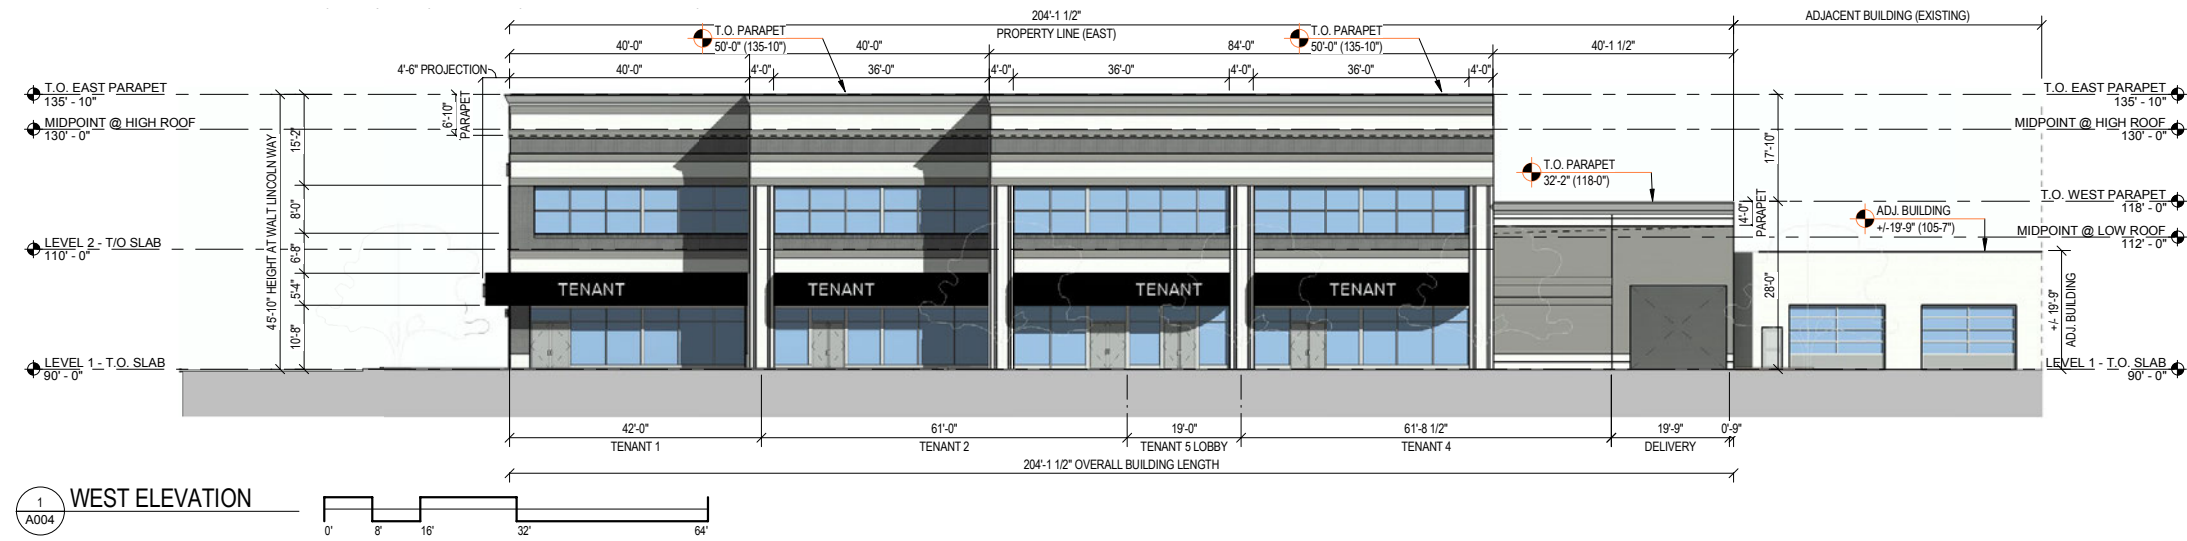 204'-1 1/2"
PROPERTY LINE (EAST)
ADJACENT BUILDING (EXISTING)
T.O. PARAPET
50'-0" (135-10")
T.O. PARAPET
50'-0" (135-10")
40'-0"
40'-0"
84'-0"
40'-1 1/2"
4'-6" PROJECTION
40'-0"
4'-0"
36'-0"
4'-0"
36'-0"
4'-0"
36'-0"
4'-0"
T.O. EAST PARAPET
135' - 10"
MIDPOINT @ HIGH ROOF
130' - 0"
LEVEL 2 - T/O SLAB
110' - 0"
LEVEL 1 - T.O. SLAB
90' - 0"
45'-10" HEIGHT AT WALT LINCOLN WAY
15'-2"
8'-0"
6'-8"
5'-4"
10'-8"
6'-10"
PARAPET
TENANT
TENANT
TENANT
TENANT
T.O. PARAPET
32'-2" (118-0")
4'-0"
PARAPET
17'-10"
28'-0"
ADJ. BUILDING
+/-19'-9" (105-7")
+/- 19'-9"
ADJ. BUILDING
T.O. EAST PARAPET
135' - 10"
MIDPOINT @ HIGH ROOF
130' - 0"
T.O. WEST PARAPET
118' - 0"
MIDPOINT @ LOW ROOF
112' - 0"
LEVEL 1 - T.O. SLAB
90' - 0"
42'-0"
61'-0"
19'-0"
61'-8 1/2"
19'-9"
0'-9"
TENANT 1
TENANT 2
TENANT 5 LOBBY
TENANT 4
DELIVERY
204'-1 1/2" OVERALL BUILDING LENGTH
1
A004
WEST ELEVATION
0'
8'
16'
32'
64'